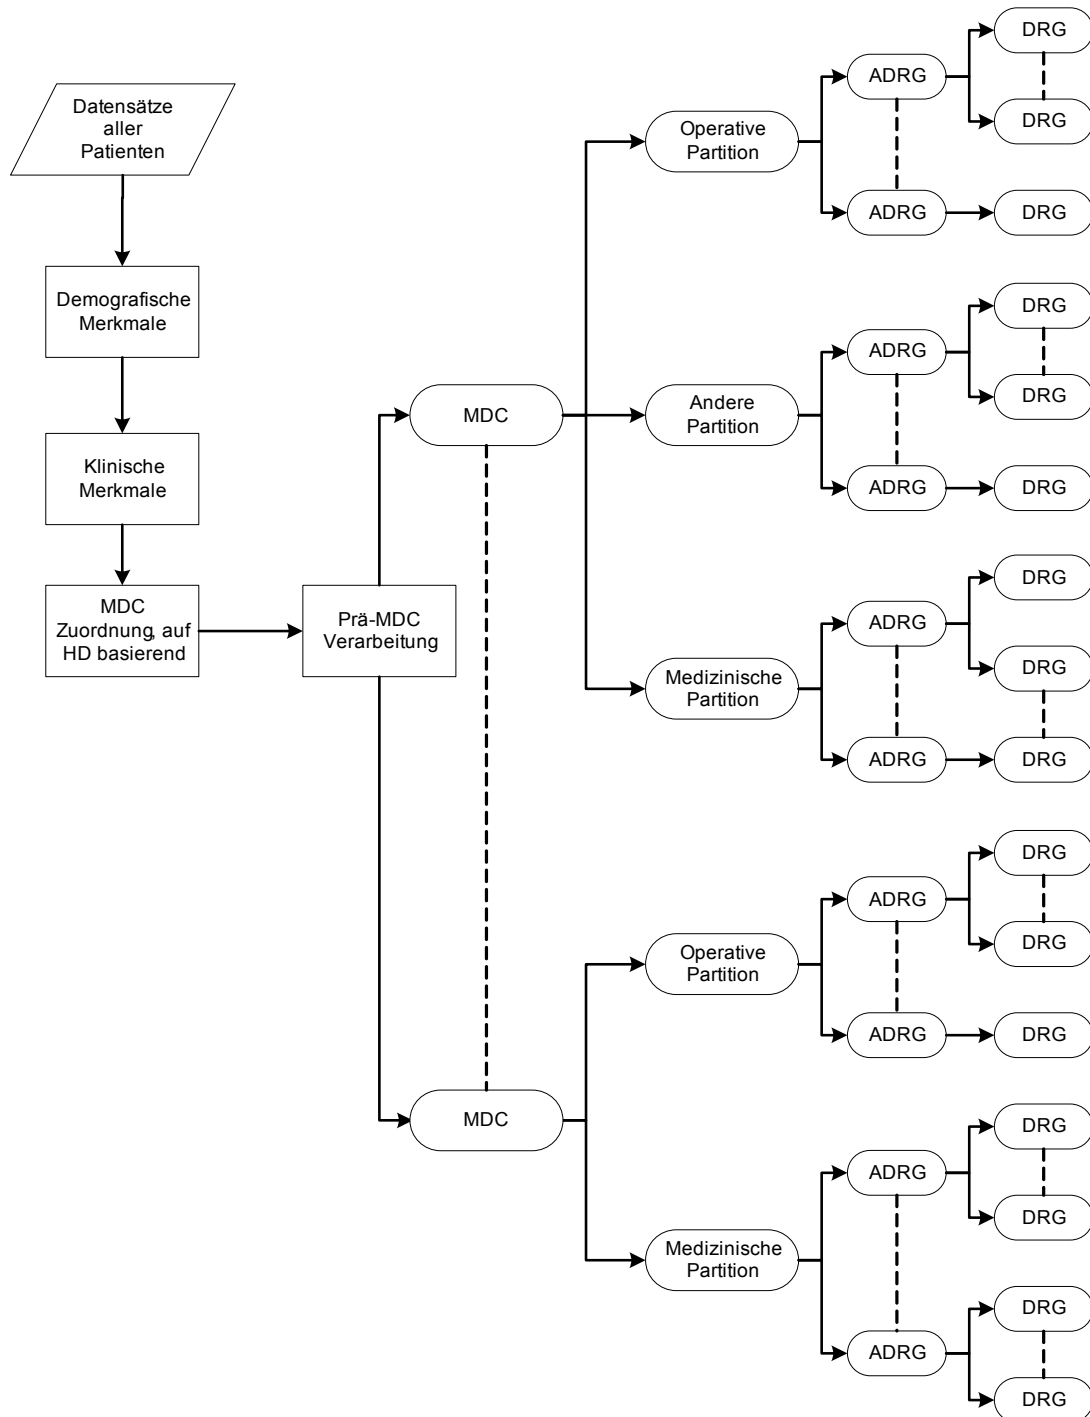 Datensätze
aller
Patienten
Demografische
Merkmale
Klinische
Merkmale
MDC
Zuordnung, auf
HD basierend
Prä-MDC
Verarbeitung
MDC
Operative
Partition
ADRG
DRG
DRG
ADRG
DRG
Andere
Partition
ADRG
DRG
DRG
ADRG
DRG
Medizinische
Partition
ADRG
DRG
DRG
ADRG
DRG
MDC
Operative
Partition
ADRG
DRG
DRG
ADRG
DRG
Medizinische
Partition
ADRG
DRG
DRG
ADRG
DRG
DRG